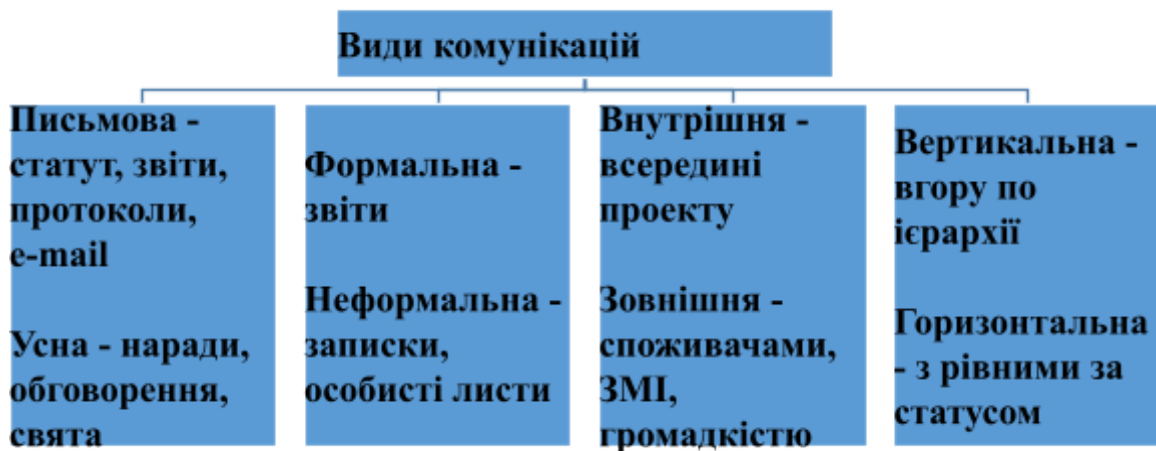 Види комунікацій
Письмова -
статут, звіти,
протоколи,
e-mail
Усна - наради,
обговорення,
свята
Формальна -
звіти
Неформальна -
записки,
особисті листи
Внутрішня -
всередині
проекту
Зовнішня -
споживачами,
ЗМІ,
громадкістю
Вертикальна -
вгору по
ієрархії
Горизонтальна
- з рівними за
статусом